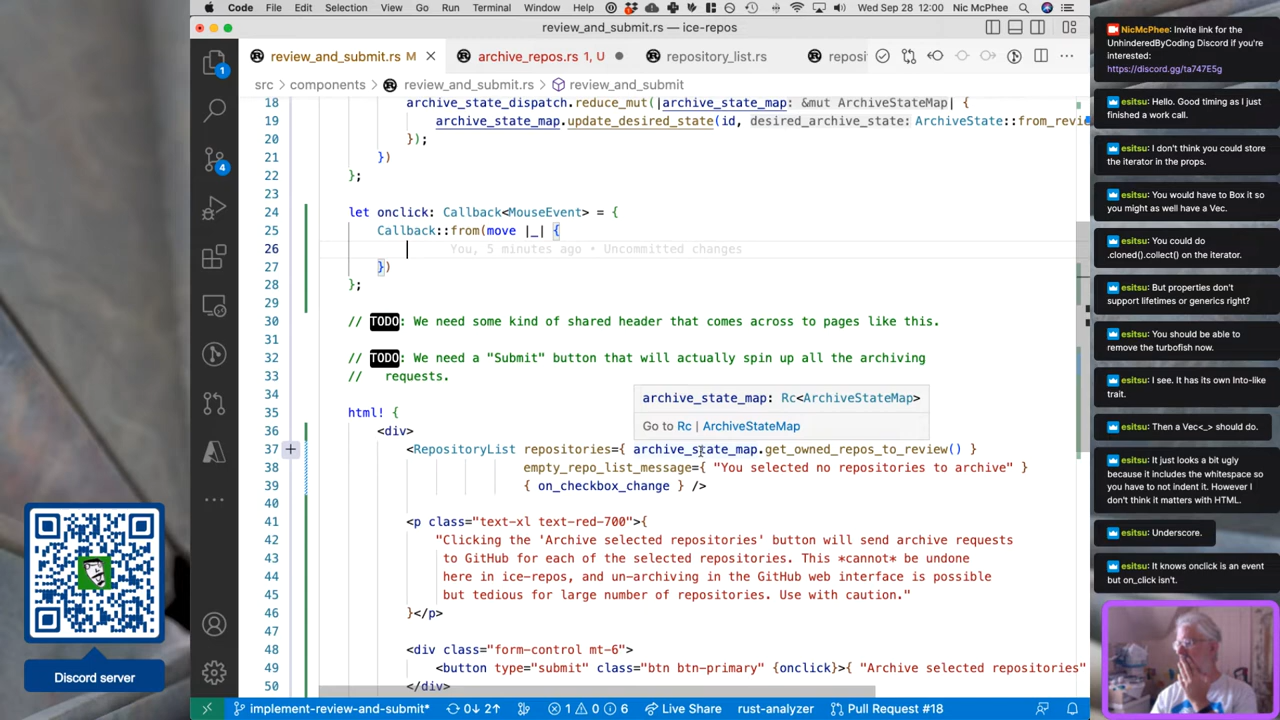 Code File Edit Selection View Go Run Terminal Window Help Wed Sep 28 12:00 Nic McPhee
review_and_submit.rs — ice-repos
review_and_submit.rs M archive_repos.rs 1, U repository_list.rs reposi
src components review_and_submit.rs review_and_submit
18 archive_state_dispatch.reduce_mut(|archive_state_map: &mut ArchiveStateMap| {
19 archive_state_map.update_desired_state(id, desired_archive_state: ArchiveState::from_revie
20 });
21 })
22 };
23
24 let onclick: Callback<MouseEvent> = {
25 Callback::from(move |_| {
26 You, 5 minutes ago • Uncommitted changes
27 })
28 };
29
30 // TODO: We need some kind of shared header that comes across to pages like this.
31
32 // TODO: We need a "Submit" button that will actually spin up all the archiving
33 // requests.
34
archive_state_map: Rc<ArchiveStateMap>
Go to Rc | ArchiveStateMap
35 html! {
36 <div>
37 <RepositoryList repositories={ archive_state_map.get_owned_repos_to_review() }
38 empty_repo_list_message={ "You selected no repositories to archive" }
39 { on_checkbox_change } />
40
41 <p class="text-xl text-red-700">{
42 "Clicking the 'Archive selected repositories' button will send archive requests
43 to GitHub for each of the selected repositories. This *cannot* be undone
44 here in ice-repos, and un-archiving in the GitHub web interface is possible
45 but tedious for large number of repositories. Use with caution."
46 }</p>
47
48 <div class="form-control mt-6">
49 <button type="submit" class="btn btn-primary" {onclick}>{ "Archive selected repositories"
50 </div>
1
4
implement-review-and-submit* 0↓ 2↑ 1 0 6 Live Share rust-analyzer Pull Request #18
Discord server
NicMcPhee: Invite link for the
UnhinderedByCoding Discord if you're
interested:
https://discord.gg/ta747E5g
esitsu: Hello. Good timing as I just
finished a work call.
esitsu: I don't think you could store
the iterator in the props.
esitsu: You would have to Box it so
you might as well have a Vec.
esitsu: You could do
.cloned().collect() on the iterator.
esitsu: But properties don't
support lifetimes or generics right?
esitsu: You should be able to
remove the turbofish now.
esitsu: I see. It has its own Into-like
trait.
esitsu: Then a Vec<_> should do.
esitsu: It just looks a bit ugly
because it includes the whitespace so
you have to not indent it. However I
don't think it matters with HTML.
esitsu: Underscore.
esitsu: It knows onclick is an event
but on_click isn't.